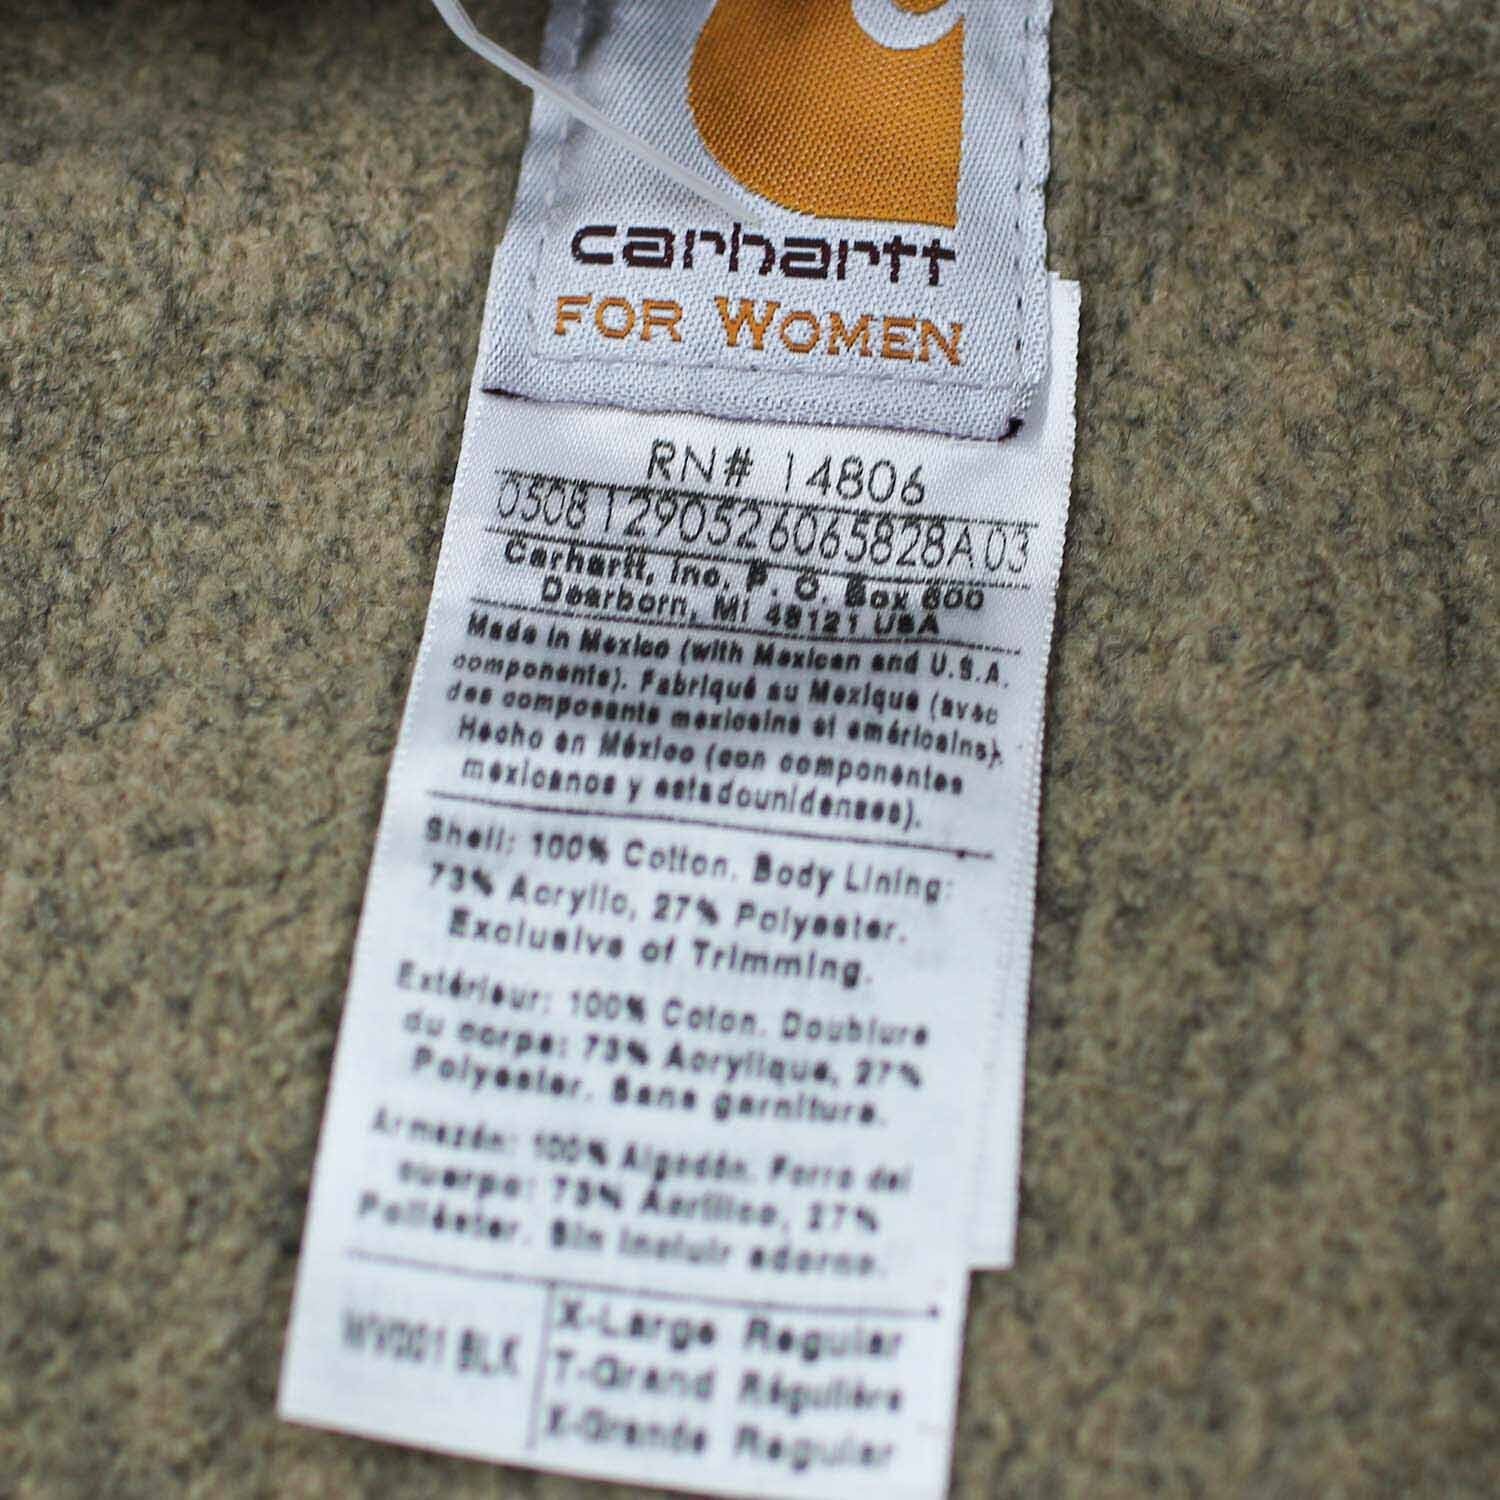 carhartt
FOR WOMEN
RN# 14806
05081290526065828A03
Carhartt, Inc. P. O. Box 600
Dearborn, MI 48121 USA
Made in Mexico (with Mexican and U.S.A.
components). Fabriqué au Mexique (avec
des composants mexicains et américains).
Hecho en México (con componentes
mexicanos y estadounidenses).
Shell: 100% Cotton. Body Lining:
73% Acrylic, 27% Polyester.
Exclusive of Trimming.
Extérieur: 100% Coton. Doublure
du corps: 73% Acrylique, 27%
Polyester. Sans garniture.
Armazón: 100% Algodón. Forro del
cuerpo: 73% Acrílico, 27%
Poliéster. Sin incluir adorno.
WV001 BLK
X-Large Regular
T-Grand Régulière
X-Grande Regular